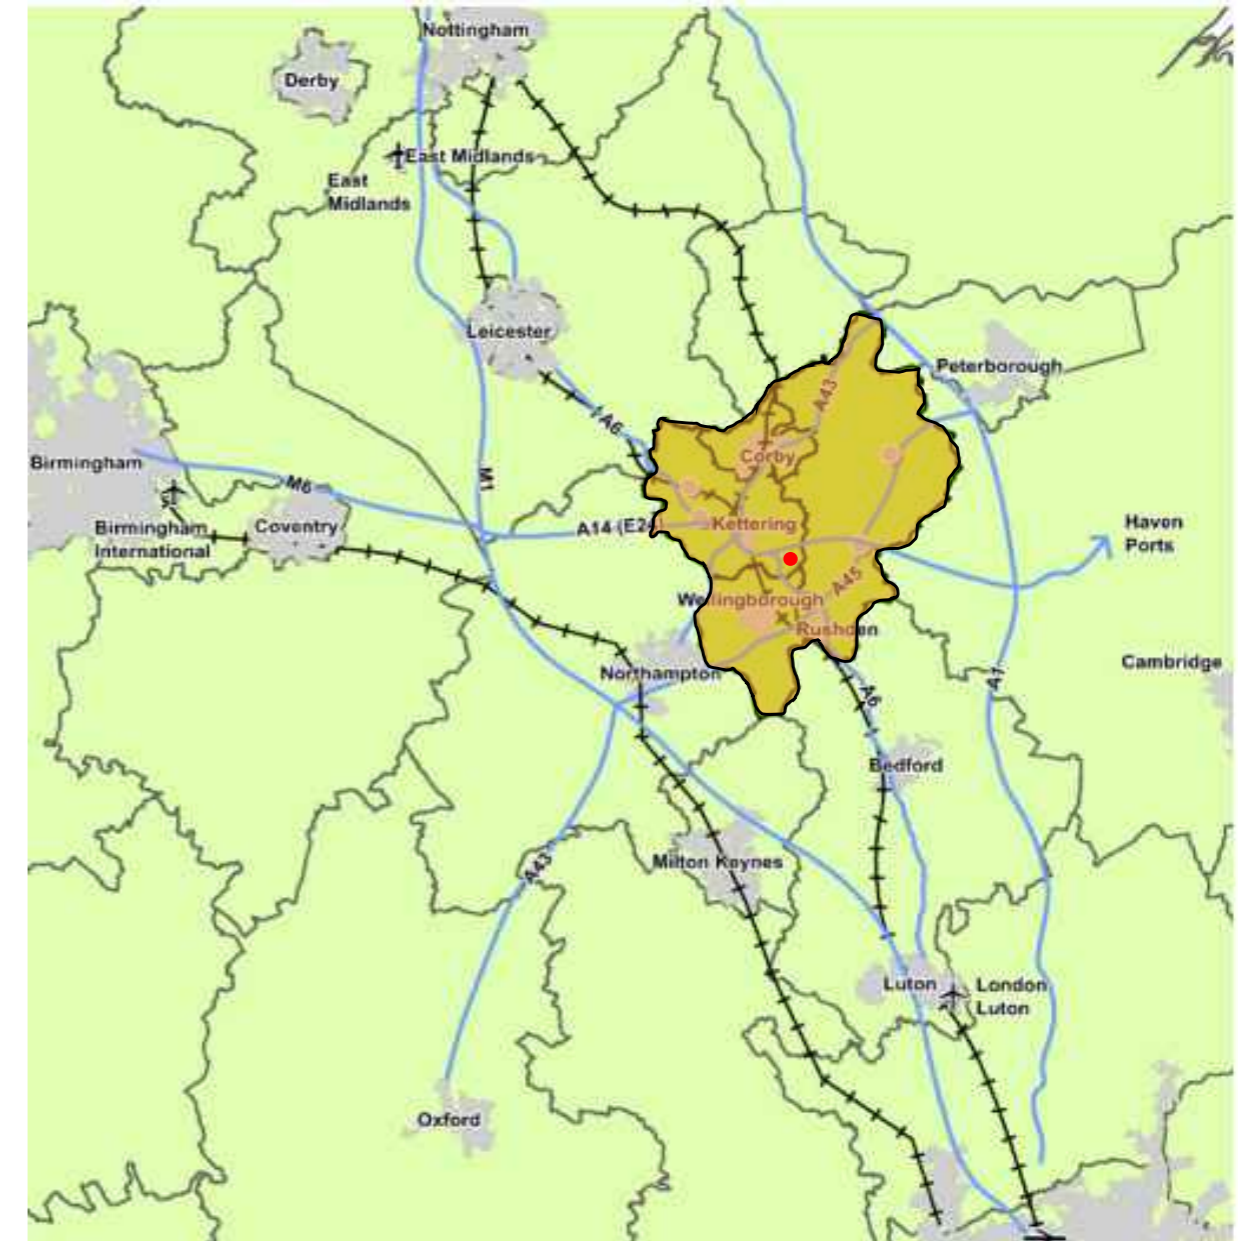 Nottingham
Derby
East Midlands
East
Midlands
Leicester
Peterborough
A43
A6
Corby
Birmingham
M6
M1
Birmingham
International
Coventry
A14 (E24)
Kettering
Haven
Ports
A45
Wellingborough
Rushden
Northampton
Cambridge
A1
A6
Bedford
Milton Keynes
A43
Luton
London
Luton
Oxford